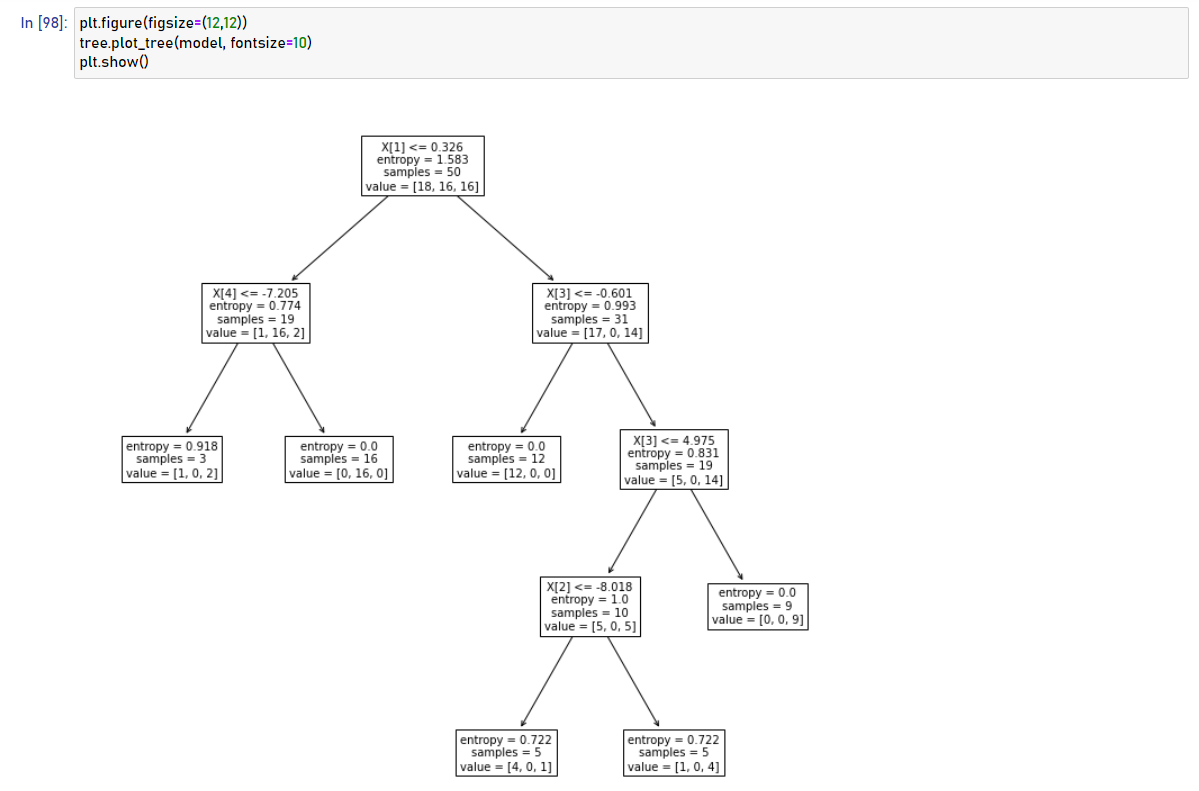 In [98]:
plt.figure(figsize=(12,12))
tree.plot_tree(model, fontsize=10)
plt.show()
X[1] <= 0.326
entropy = 1.583
samples = 50
value = [18, 16, 16]
X[4] <= -7.205
entropy = 0.774
samples = 19
value = [1, 16, 2]
X[3] <= -0.601
entropy = 0.993
samples = 31
value = [17, 0, 14]
entropy = 0.918
samples = 3
value = [1, 0, 2]
entropy = 0.0
samples = 16
value = [0, 16, 0]
entropy = 0.0
samples = 12
value = [12, 0, 0]
X[3] <= 4.975
entropy = 0.831
samples = 19
value = [5, 0, 14]
X[2] <= -8.018
entropy = 1.0
samples = 10
value = [5, 0, 5]
entropy = 0.0
samples = 9
value = [0, 0, 9]
entropy = 0.722
samples = 5
value = [4, 0, 1]
entropy = 0.722
samples = 5
value = [1, 0, 4]